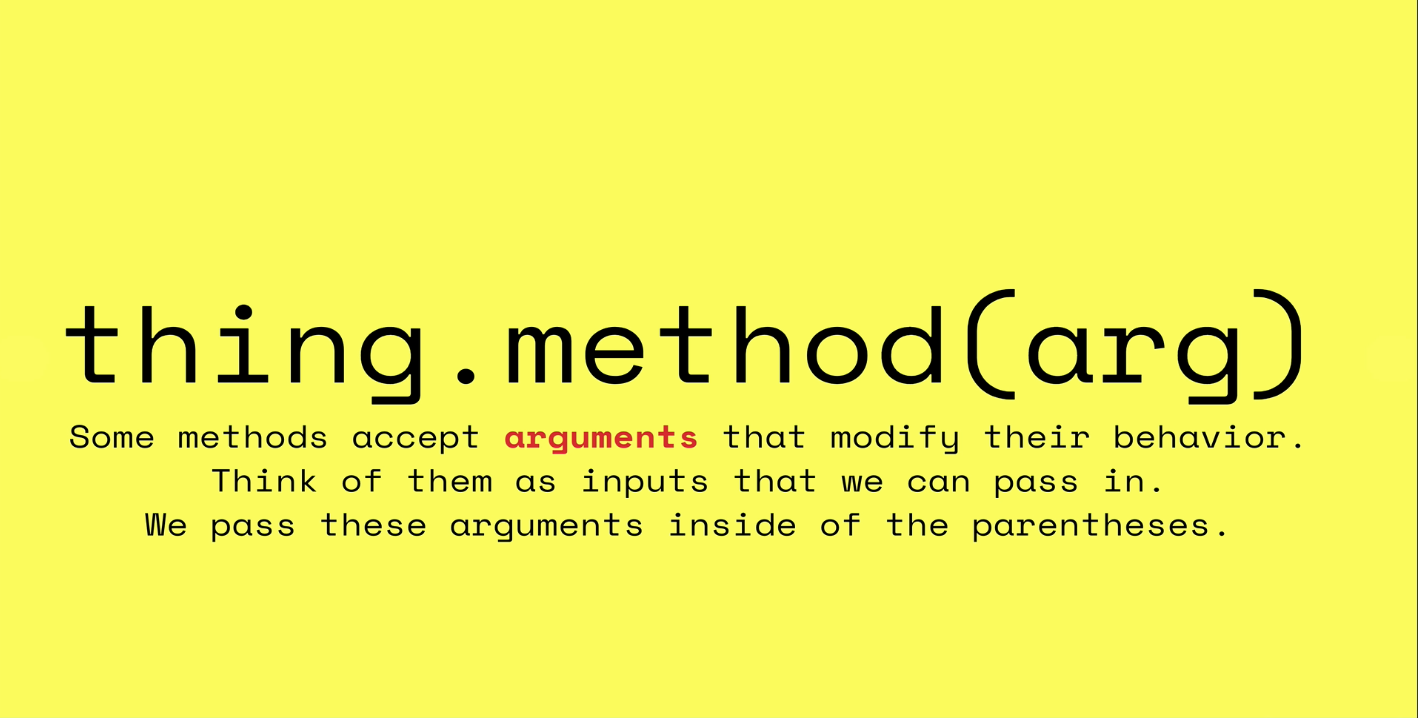 thing.method(arg)
Some methods accept arguments that modify their behavior.
Think of them as inputs that we can pass in.
We pass these arguments inside of the parentheses.